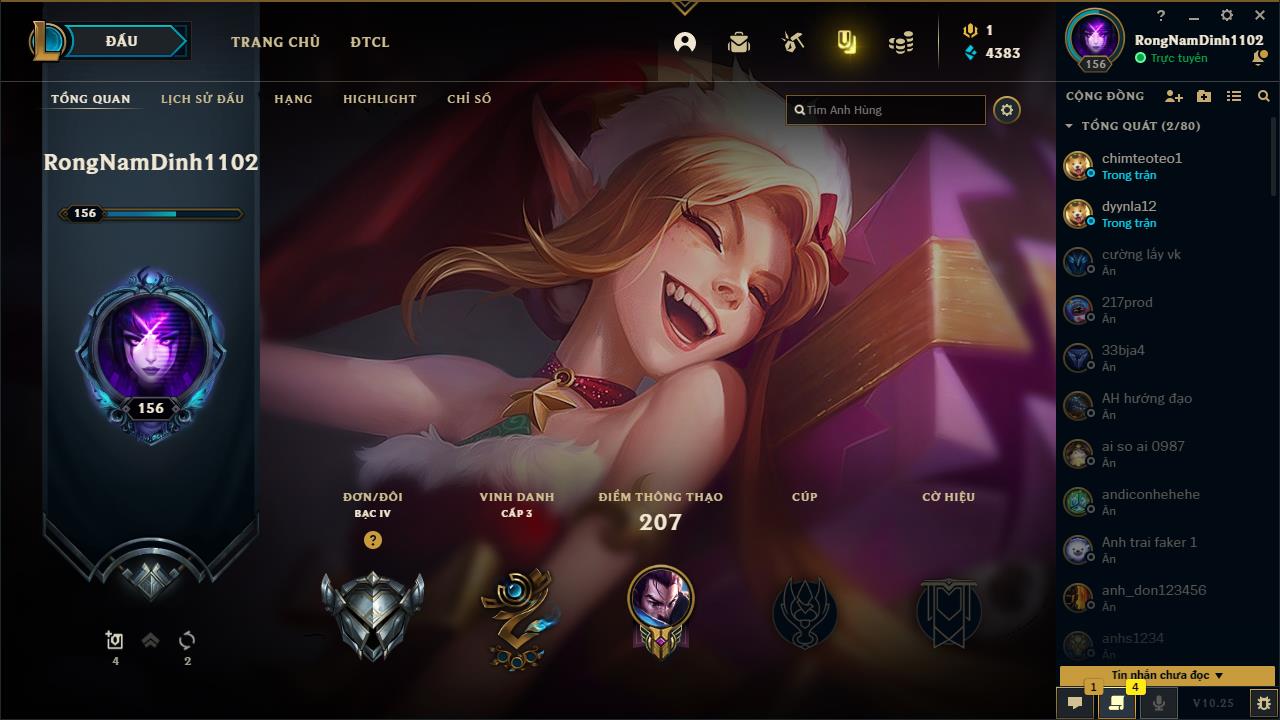 ĐẤU
TRANG CHỦ
ĐTCL
1
4383
?
RongNamDinh1102
Trực tuyến
156
TỔNG QUAN
LỊCH SỬ ĐẤU
HẠNG
HIGHLIGHT
CHỈ SỐ
Tìm Anh Hùng
CỘNG ĐỒNG
TỔNG QUÁT (2/80)
RongNamDinh1102
156
156
chimteoteo1
Trong trận
dyynla12
Trong trận
cường lấy vk
Ẩn
217prod
Ẩn
33bja4
Ẩn
AH hướng đạo
Ẩn
ai so ai 0987
Ẩn
andiconhehehe
Ẩn
Anh trai faker 1
Ẩn
anh_don123456
Ẩn
anhs1234
Ẩn
ĐƠN/ĐÔI
BẠC IV
?
VINH DANH
CẤP 3
ĐIỂM THÔNG THẠO
207
CÚP
CỜ HIỆU
4
2
Tin nhắn chưa đọc
1
4
V10.25